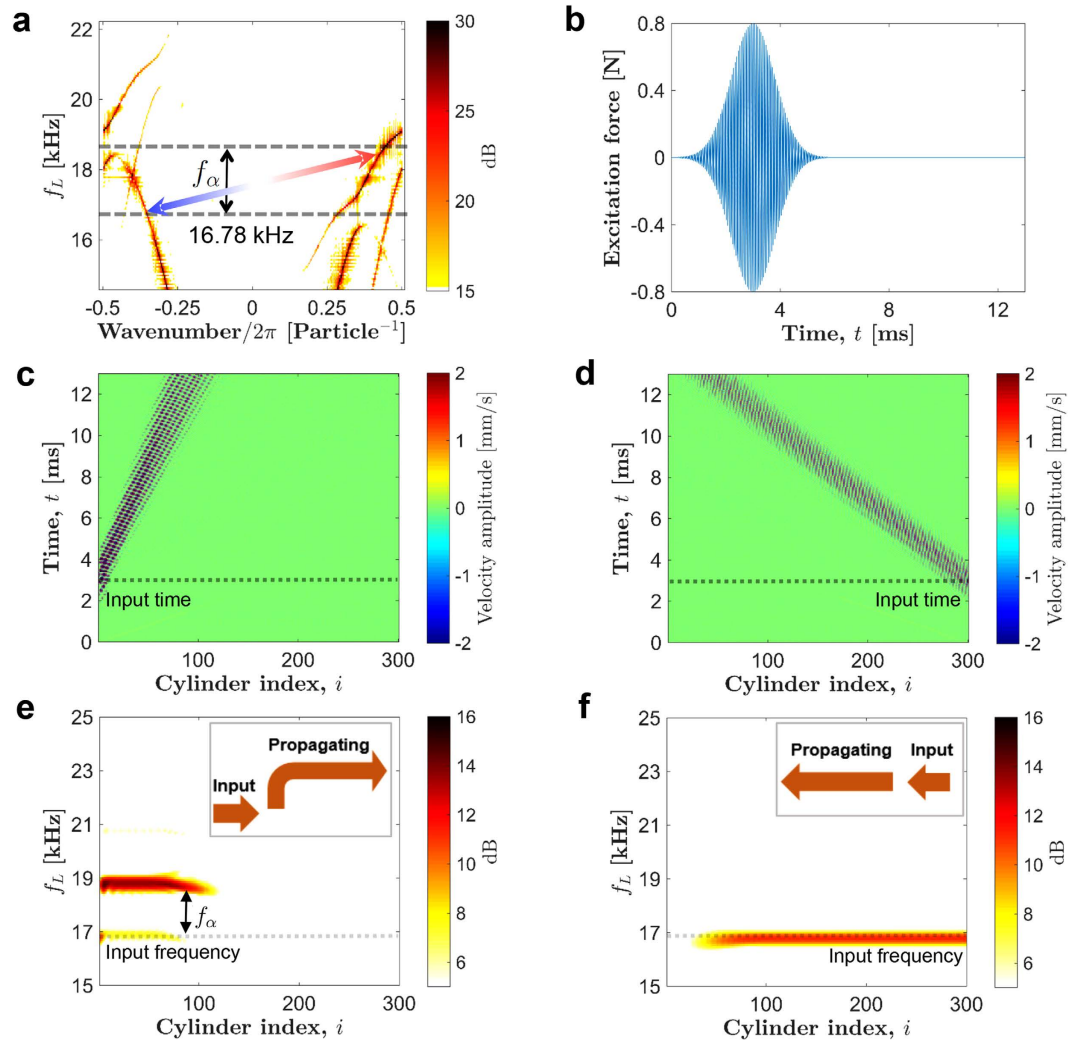 a
f_L [kHz]
22
20
18
16
f_α
16.78 kHz
-0.5
-0.25
0
0.25
0.5
Wavenumber/2π [Particle⁻¹]
30
25
20
15
dB
b
Excitation force [N]
0.8
0.4
0
-0.4
-0.8
0
4
8
12
Time, t [ms]
c
Time, t [ms]
12
10
8
6
4
2
0
Input time
100
200
300
Cylinder index, i
2
1
0
-1
-2
Velocity amplitude [mm/s]
d
Time, t [ms]
12
10
8
6
4
2
0
Input time
100
200
300
Cylinder index, i
2
1
0
-1
-2
Velocity amplitude [mm/s]
e
f_L [kHz]
25
23
21
19
17
15
Propagating
Input
f_α
Input frequency
100
200
300
Cylinder index, i
16
14
12
10
8
6
dB
f
f_L [kHz]
25
23
21
19
17
15
Propagating
Input
Input frequency
100
200
300
Cylinder index, i
16
14
12
10
8
6
dB